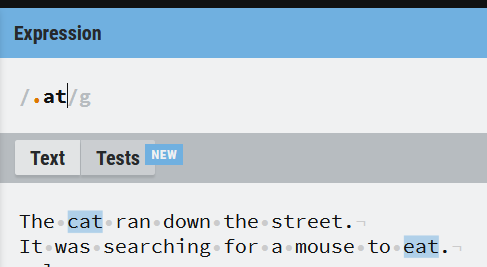 Expression
/.at/g
Text Tests NEW
The cat ran down the street.
It was searching for a mouse to eat.